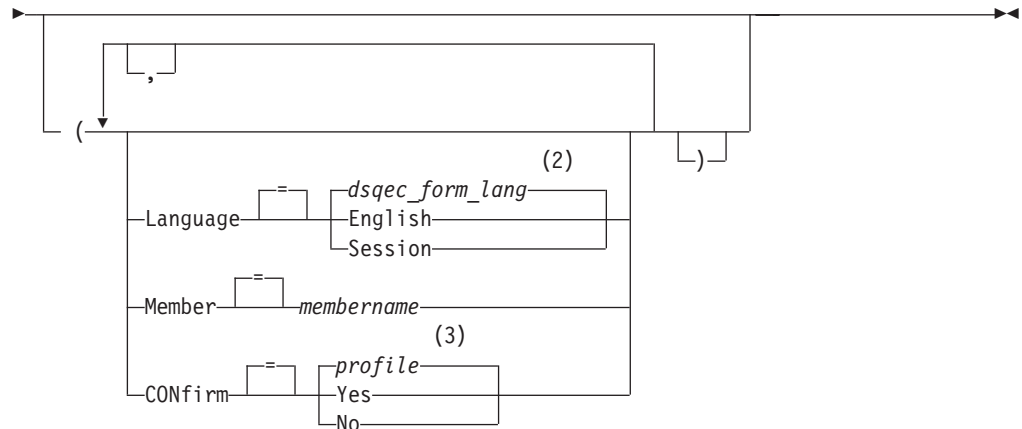 ,
(
)
(2)
=
dsqec_form_lang
Language
English
Session
=
Member
membername
(3)
=
profile
CONfirm
Yes
No